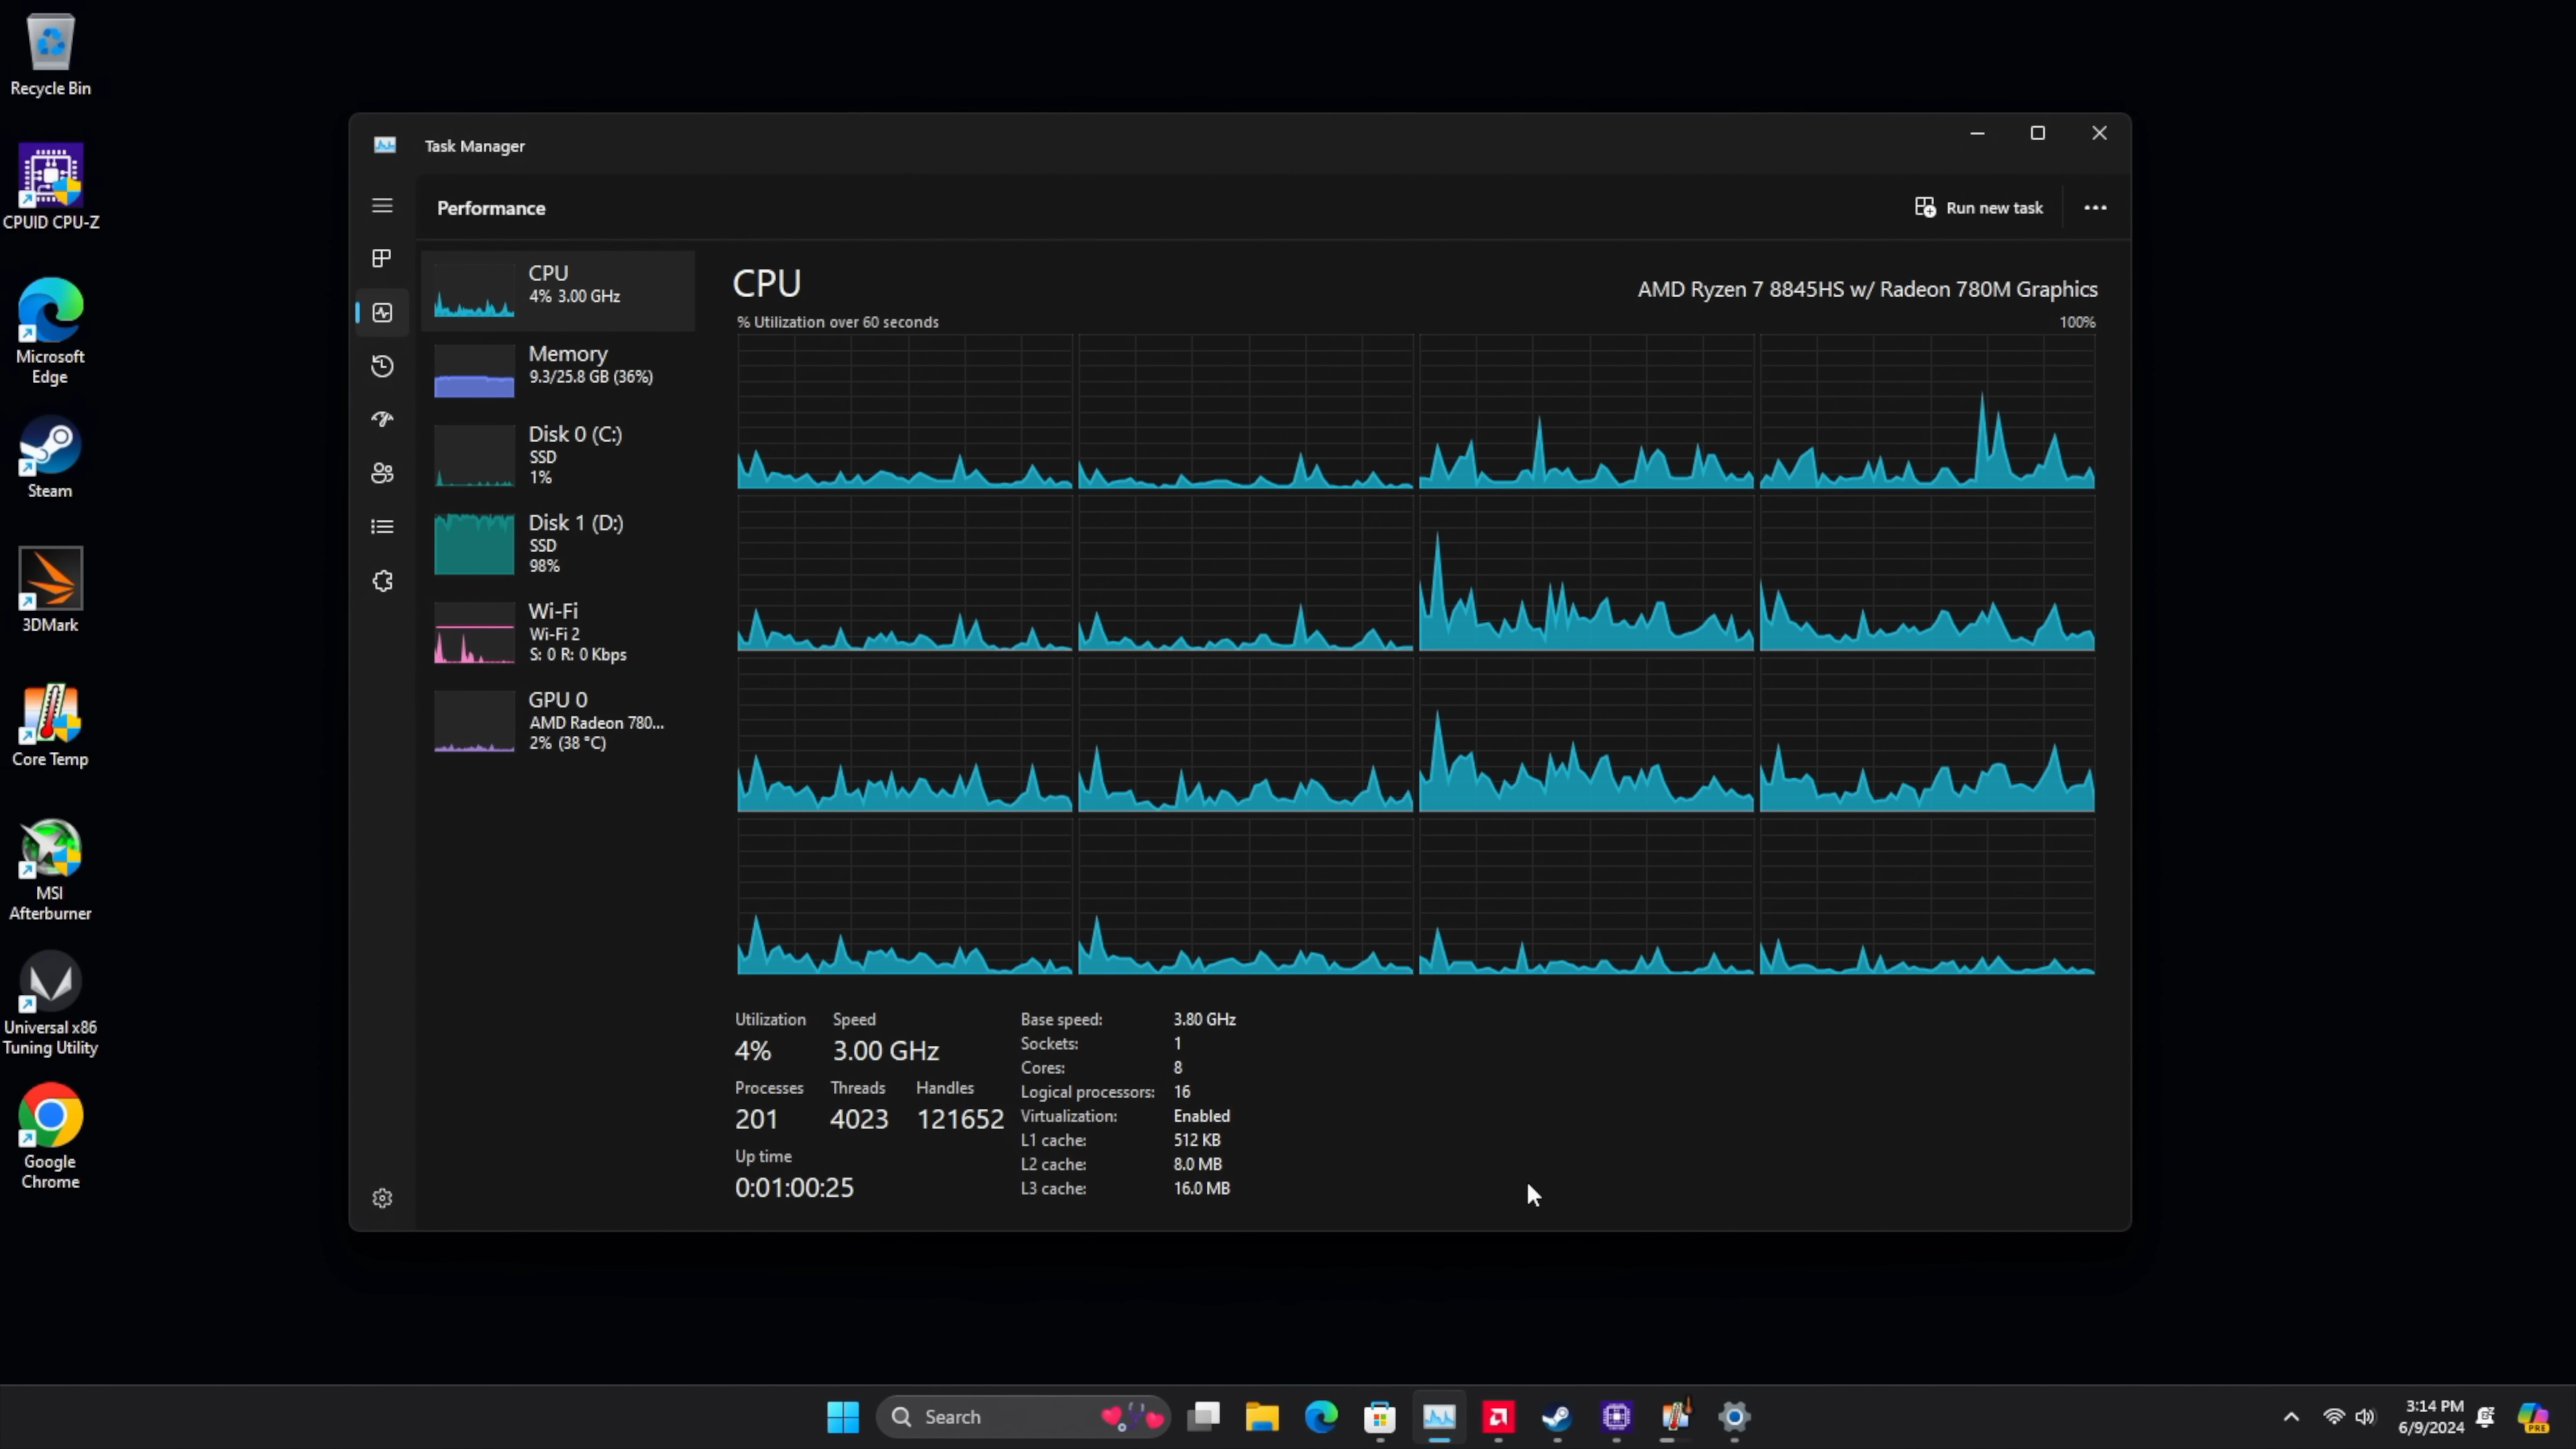 Recycle Bin
CPUID CPU-Z
Microsoft
Edge
Steam
3DMark
Core Temp
MSI
Afterburner
Universal x86
Tuning Utility
Google
Chrome
Task Manager
Performance
Run new task
CPU
4% 3.00 GHz
Memory
9.3/25.8 GB (36%)
Disk 0 (C:)
SSD
1%
Disk 1 (D:)
SSD
98%
Wi-Fi
Wi-Fi 2
S: 0 R: 0 Kbps
GPU 0
AMD Radeon 780...
2% (38 °C)
CPU
AMD Ryzen 7 8845HS w/ Radeon 780M Graphics
% Utilization over 60 seconds
100%
Utilization Speed
4% 3.00 GHz
Processes Threads Handles
201 4023 121652
Up time
0:01:00:25
Base speed: 3.80 GHz
Sockets: 1
Cores: 8
Logical processors: 16
Virtualization: Enabled
L1 cache: 512 KB
L2 cache: 8.0 MB
L3 cache: 16.0 MB
Search
3:14 PM
6/9/2024
PRE